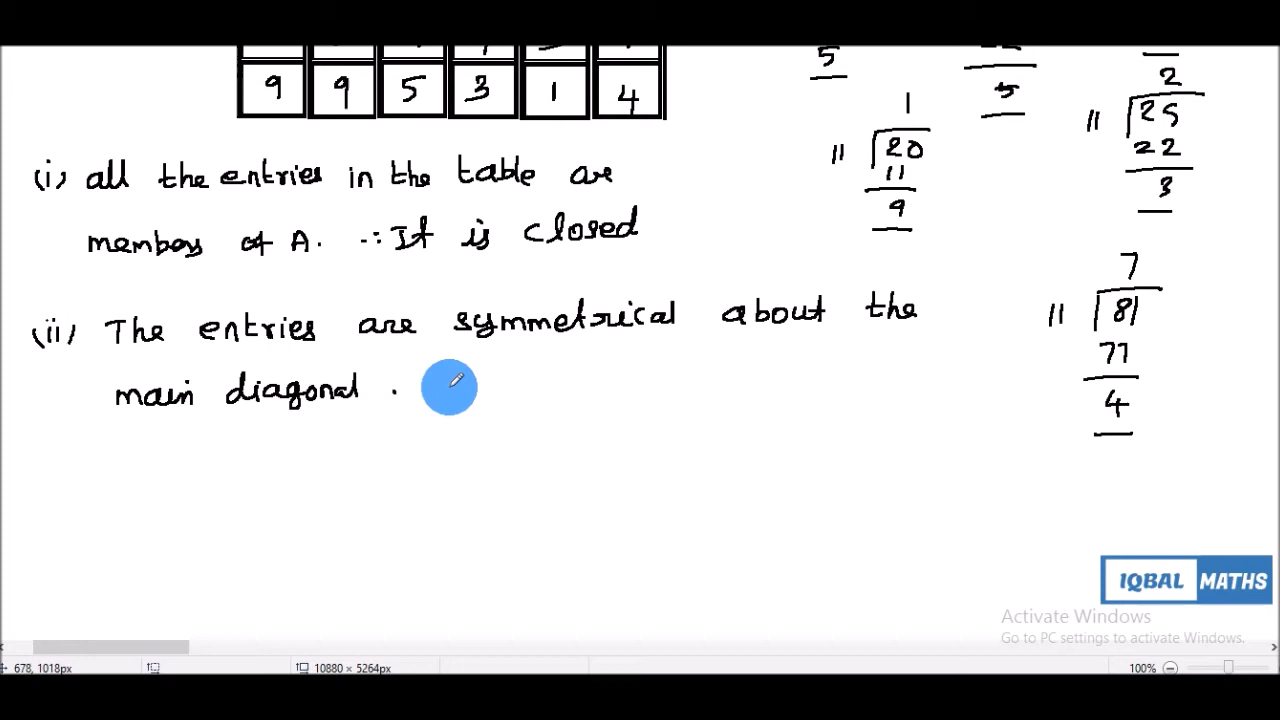 5
2
9 9 5 3 1 4
1
11 20
11
9
5
11 25
22
3
(i) all the entries in the table are
members of A. ∴ It is closed
(ii) The entries are symmetrical about the
main diagonal.
7
11 81
77
4
IQBAL MATHS
Activate Windows
Go to PC settings to activate Windows.
678, 1018px
10880 × 5264px
100%